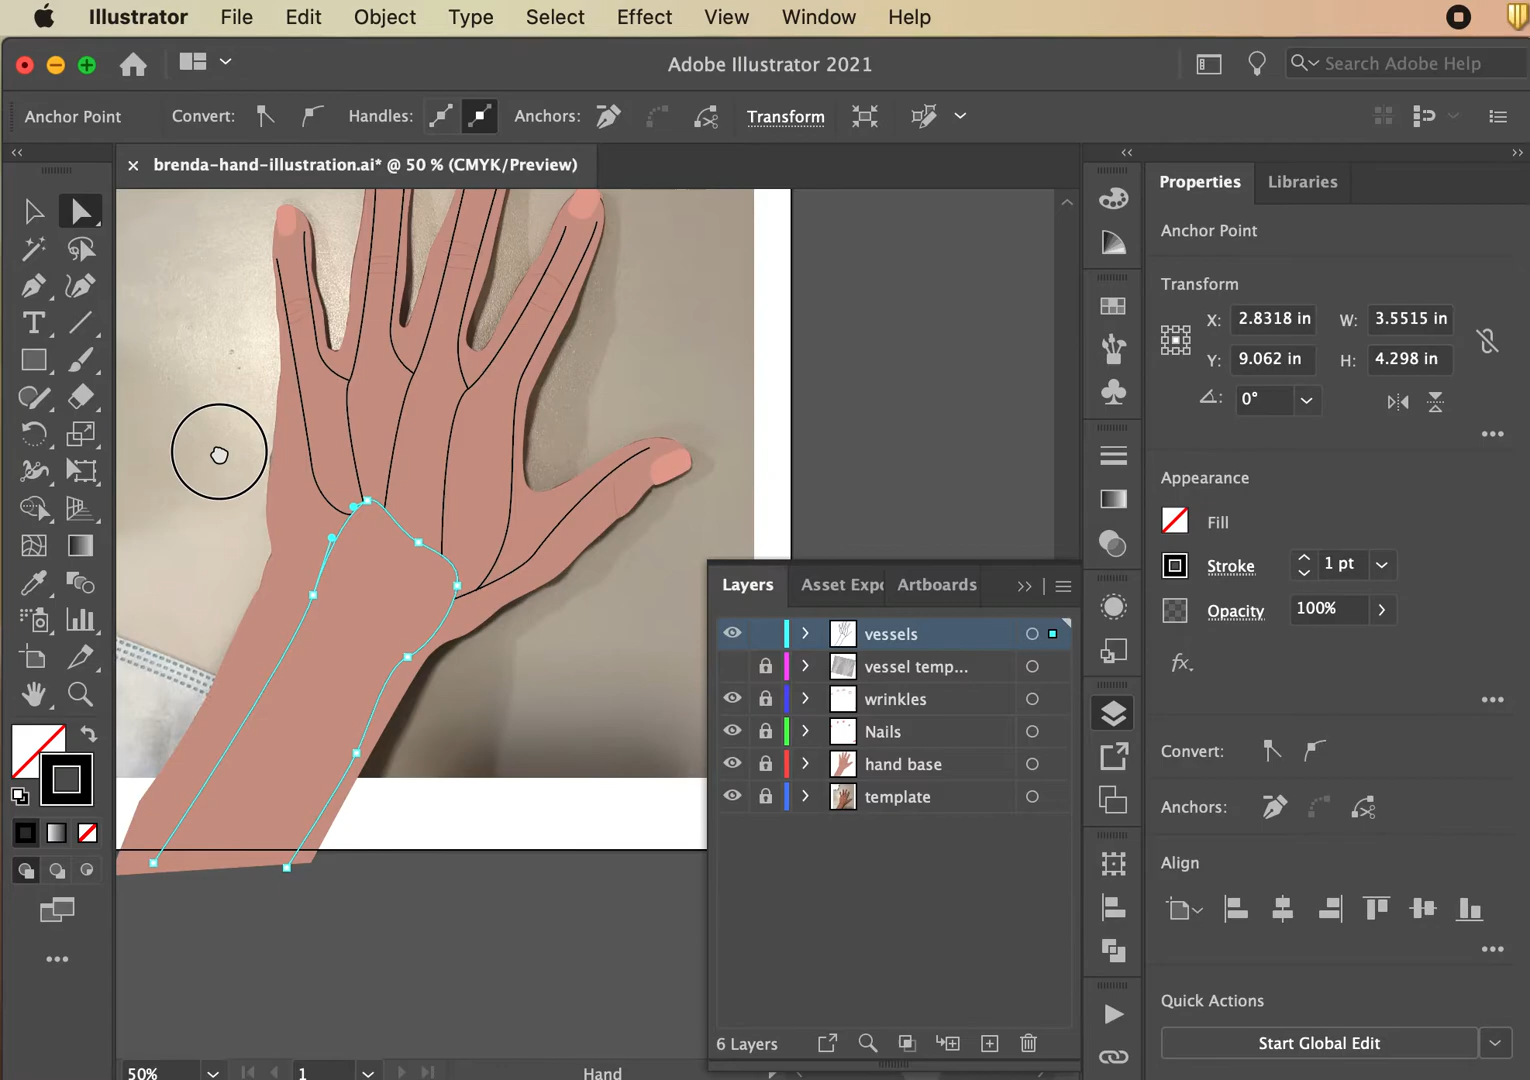 Illustrator File Edit Object Type Select Effect View Window Help
Adobe Illustrator 2021
Search Adobe Help
Anchor Point Convert: Handles: Anchors: Transform
brenda-hand-illustration.ai* @ 50 % (CMYK/Preview)
Properties Libraries
Anchor Point
Transform
X: 2.8318 in W: 3.5515 in
Y: 9.062 in H: 4.298 in
0°
Appearance
Fill
Stroke 1 pt
Opacity 100%
fx.
Convert:
Anchors:
Align
Quick Actions
Start Global Edit
Layers Asset Expo Artboards
vessels
vessel temp...
wrinkles
Nails
hand base
template
6 Layers
50% 1 Hand